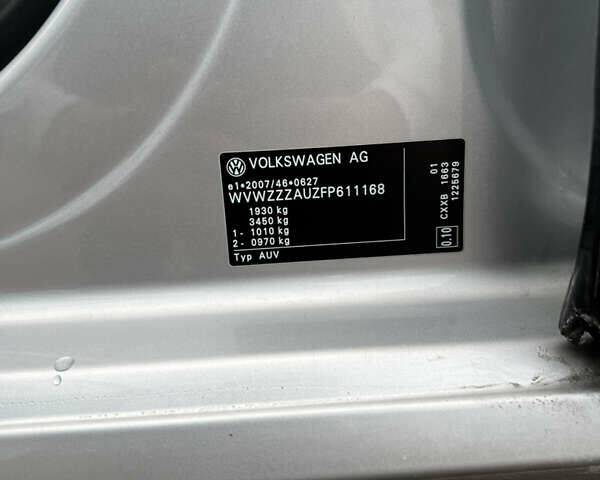 VOLKSWAGEN AG
e1*2007/46*0627
WVWZZZAUZFP611168
1930 kg
3450 kg
1 - 1010 kg
2 - 0970 kg
Typ AUV
0.10
CXXB 1663 01
1225679